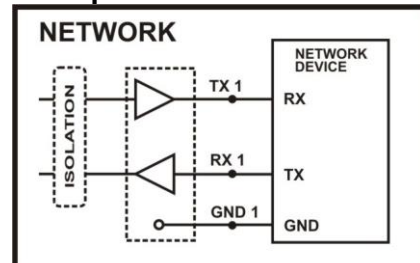 NETWORK
NETWORK
DEVICE
TX 1
RX
ISOLATION
RX 1
TX
GND 1
GND